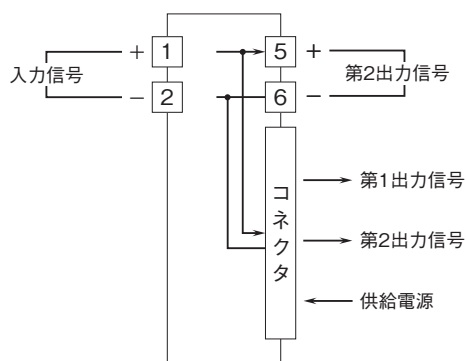 + 1 5 +
入力信号 第2出力信号
− 2 6 −
コネクタ
第1出力信号
第2出力信号
供給電源